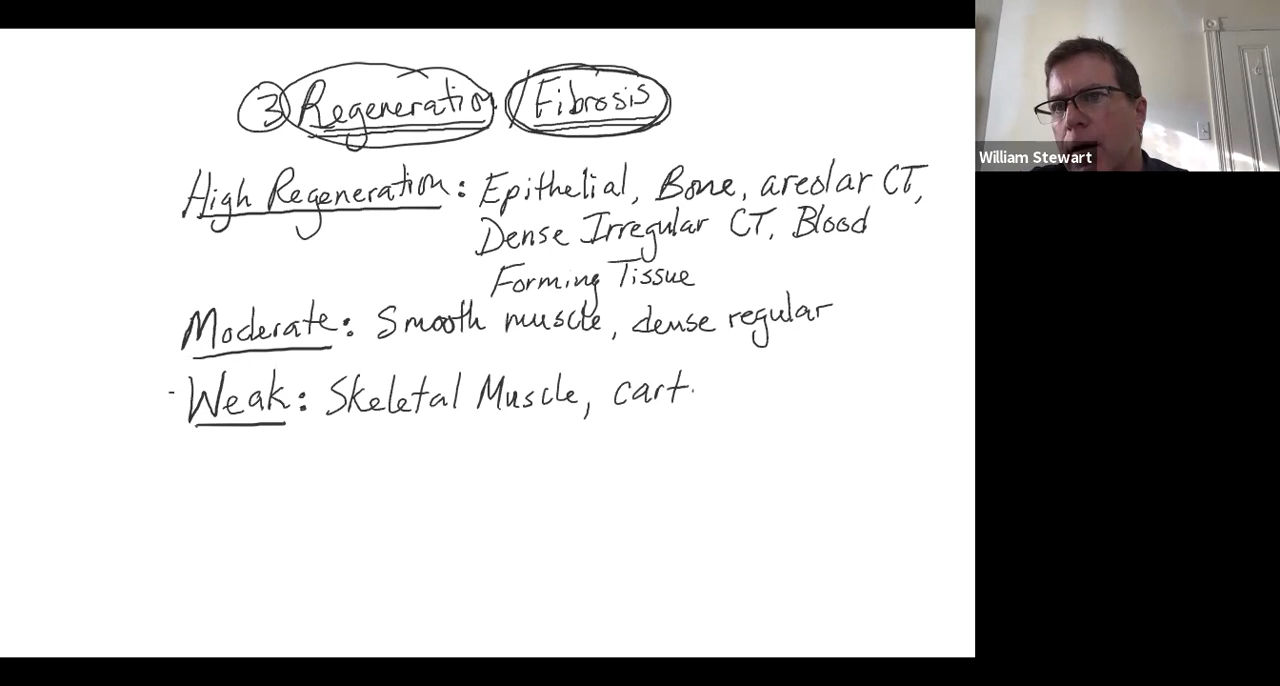 ③ Regeneration Fibrosis
High Regeneration: Epithelial, Bone, areolar CT,
Dense Irregular CT, Blood
Forming Tissue
Moderate: Smooth muscle, dense regular
- Weak: Skeletal Muscle, cart.
William Stewart